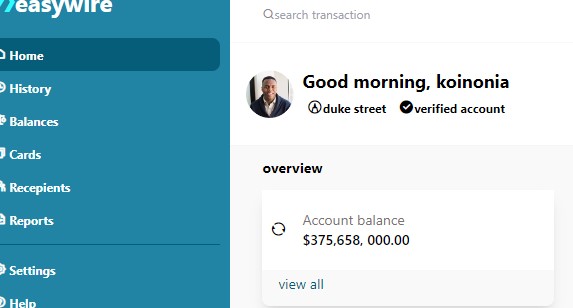 easywire
Home
History
Balances
Cards
Recepients
Reports
Settings
Help
search transaction
Good morning, koinonia
duke street verified account
overview
Account balance
$375,658, 000.00
view all